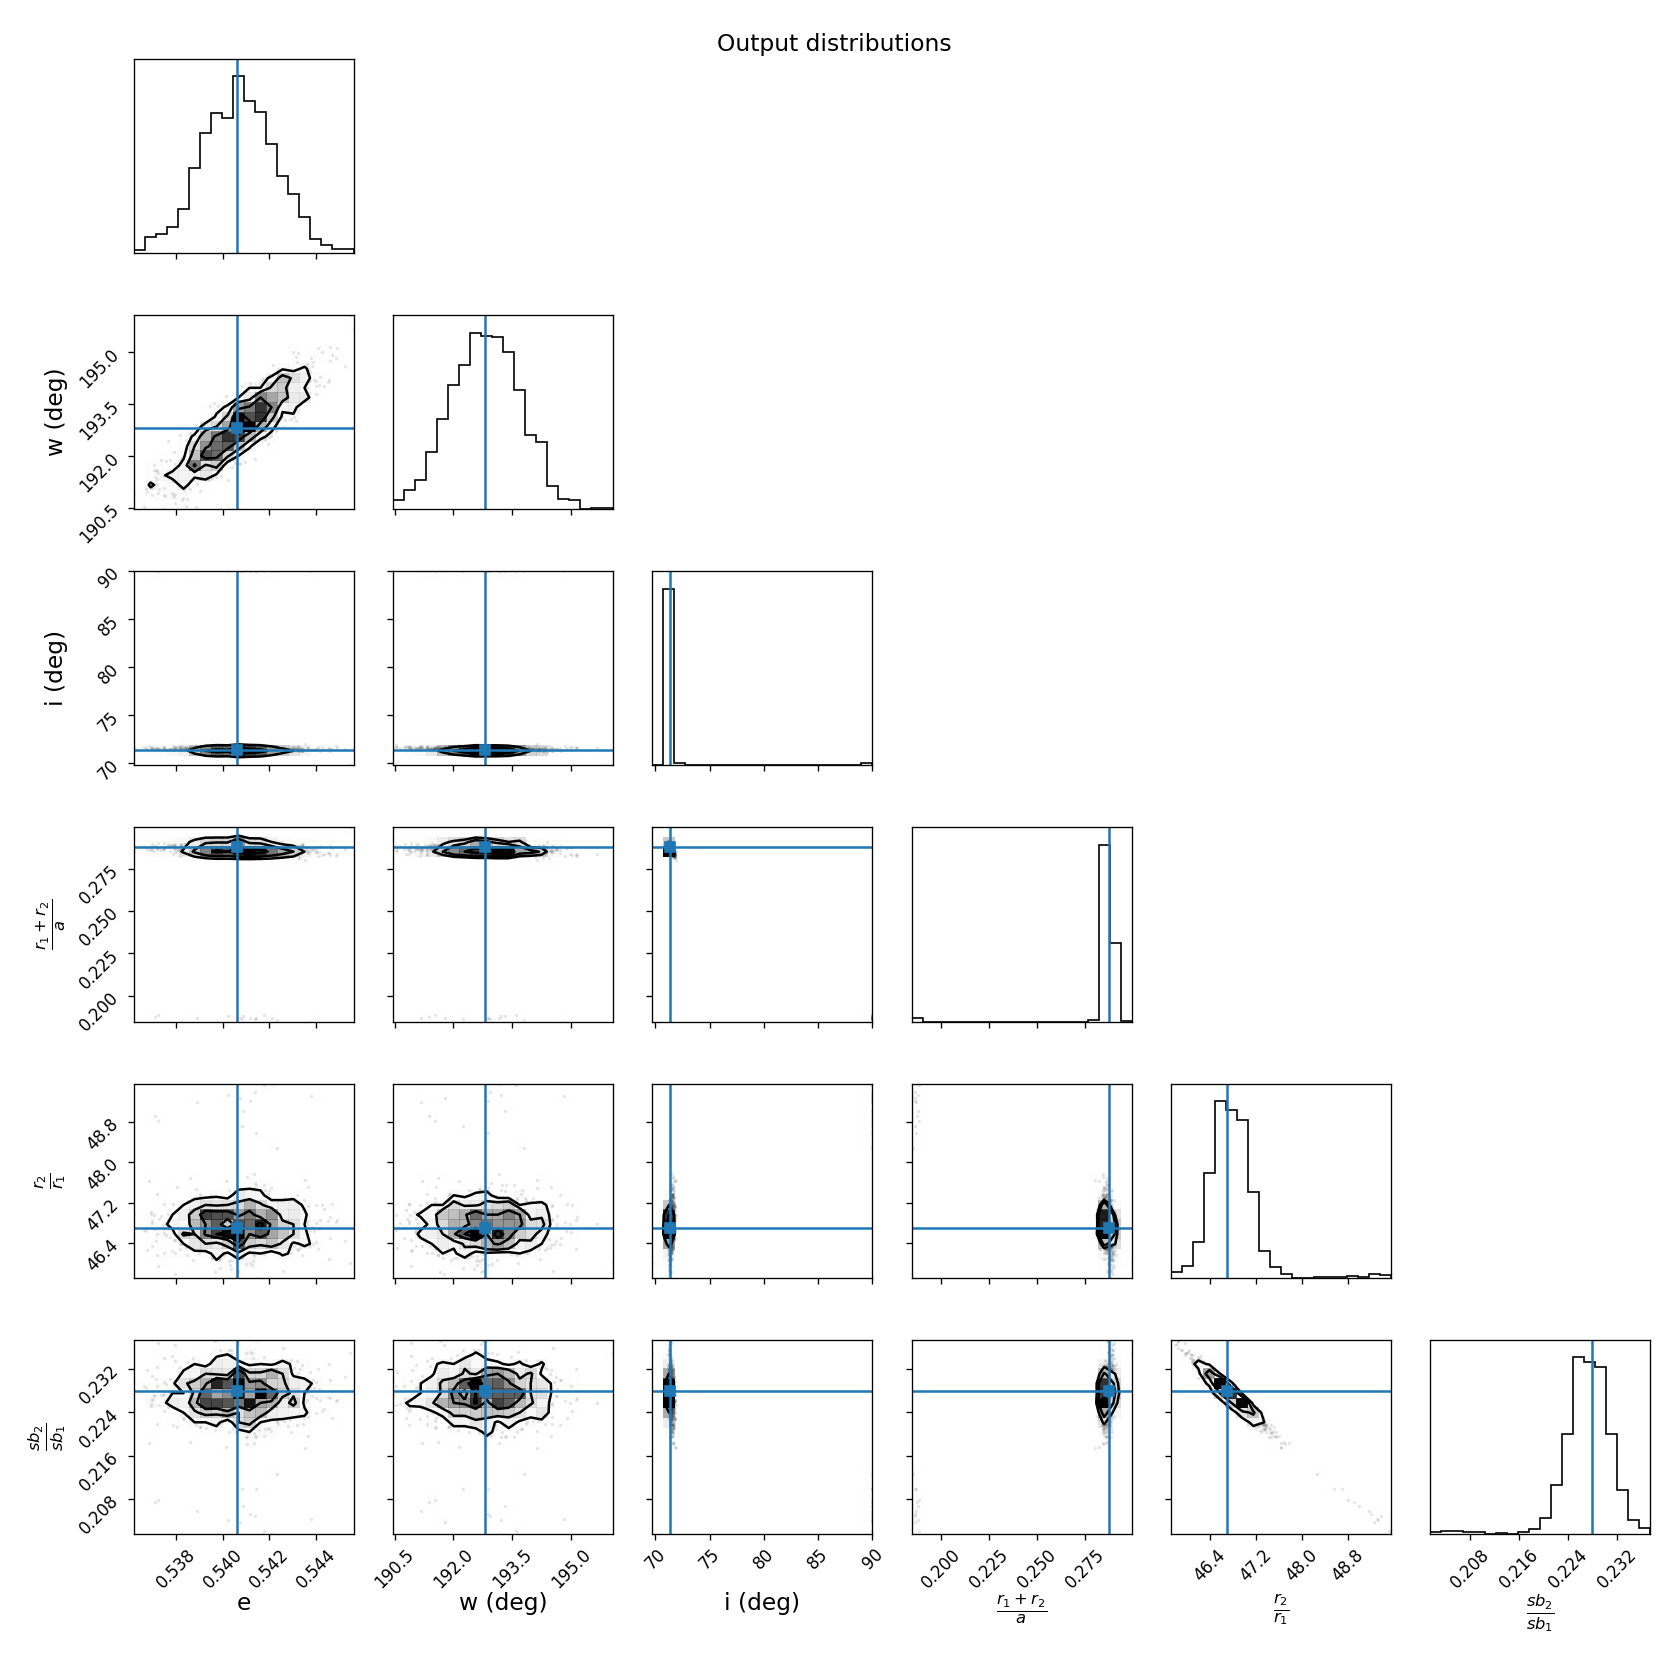 Output distributions
w (deg)
195.0
193.5
192.0
190.5
i (deg)
90
85
80
75
70
r₁ + r₂
a
0.275
0.250
0.225
0.200
r₂
r₁
48.8
48.0
47.2
46.4
sb₂
sb₁
0.232
0.224
0.216
0.208
0.538 0.540 0.542 0.544 190.5 192.0 193.5 195.0 70 75 80 85 90 0.200 0.225 0.250 0.275 46.4 47.2 48.0 48.8 0.208 0.216 0.224 0.232
e w (deg) i (deg)
r₁ + r₂
a
r₂
r₁
sb₂
sb₁